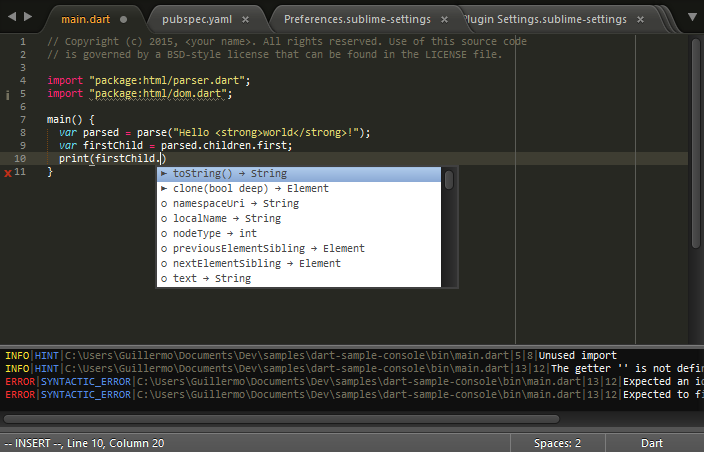 main.dart
pubspec.yaml
Preferences.sublime-settings
Plugin Settings.sublime-settings
1 // Copyright (c) 2015, <your name>. All rights reserved. Use of this source code
2 // is governed by a BSD-style license that can be found in the LICENSE file.
3
4 import "package:html/parser.dart";
5 import "package:html/dom.dart";
6
7 main() {
8 var parsed = parse("Hello <strong>world</strong>!");
9 var firstChild = parsed.children.first;
10 print(firstChild.)
11 }
toString() → String
clone(bool deep) → Element
namespaceUri → String
localName → String
nodeType → int
previousElementSibling → Element
nextElementSibling → Element
text → String
INFO|HINT|C:\Users\Guillermo\Documents\Dev\samples\dart-sample-console\bin\main.dart|5|8|Unused import
INFO|HINT|C:\Users\Guillermo\Documents\Dev\samples\dart-sample-console\bin\main.dart|13|12|The getter '' is not defin
ERROR|SYNTACTIC_ERROR|C:\Users\Guillermo\Documents\Dev\samples\dart-sample-console\bin\main.dart|13|12|Expected an id
ERROR|SYNTACTIC_ERROR|C:\Users\Guillermo\Documents\Dev\samples\dart-sample-console\bin\main.dart|13|12|Expected to fi
-- INSERT --, Line 10, Column 20
Spaces: 2
Dart